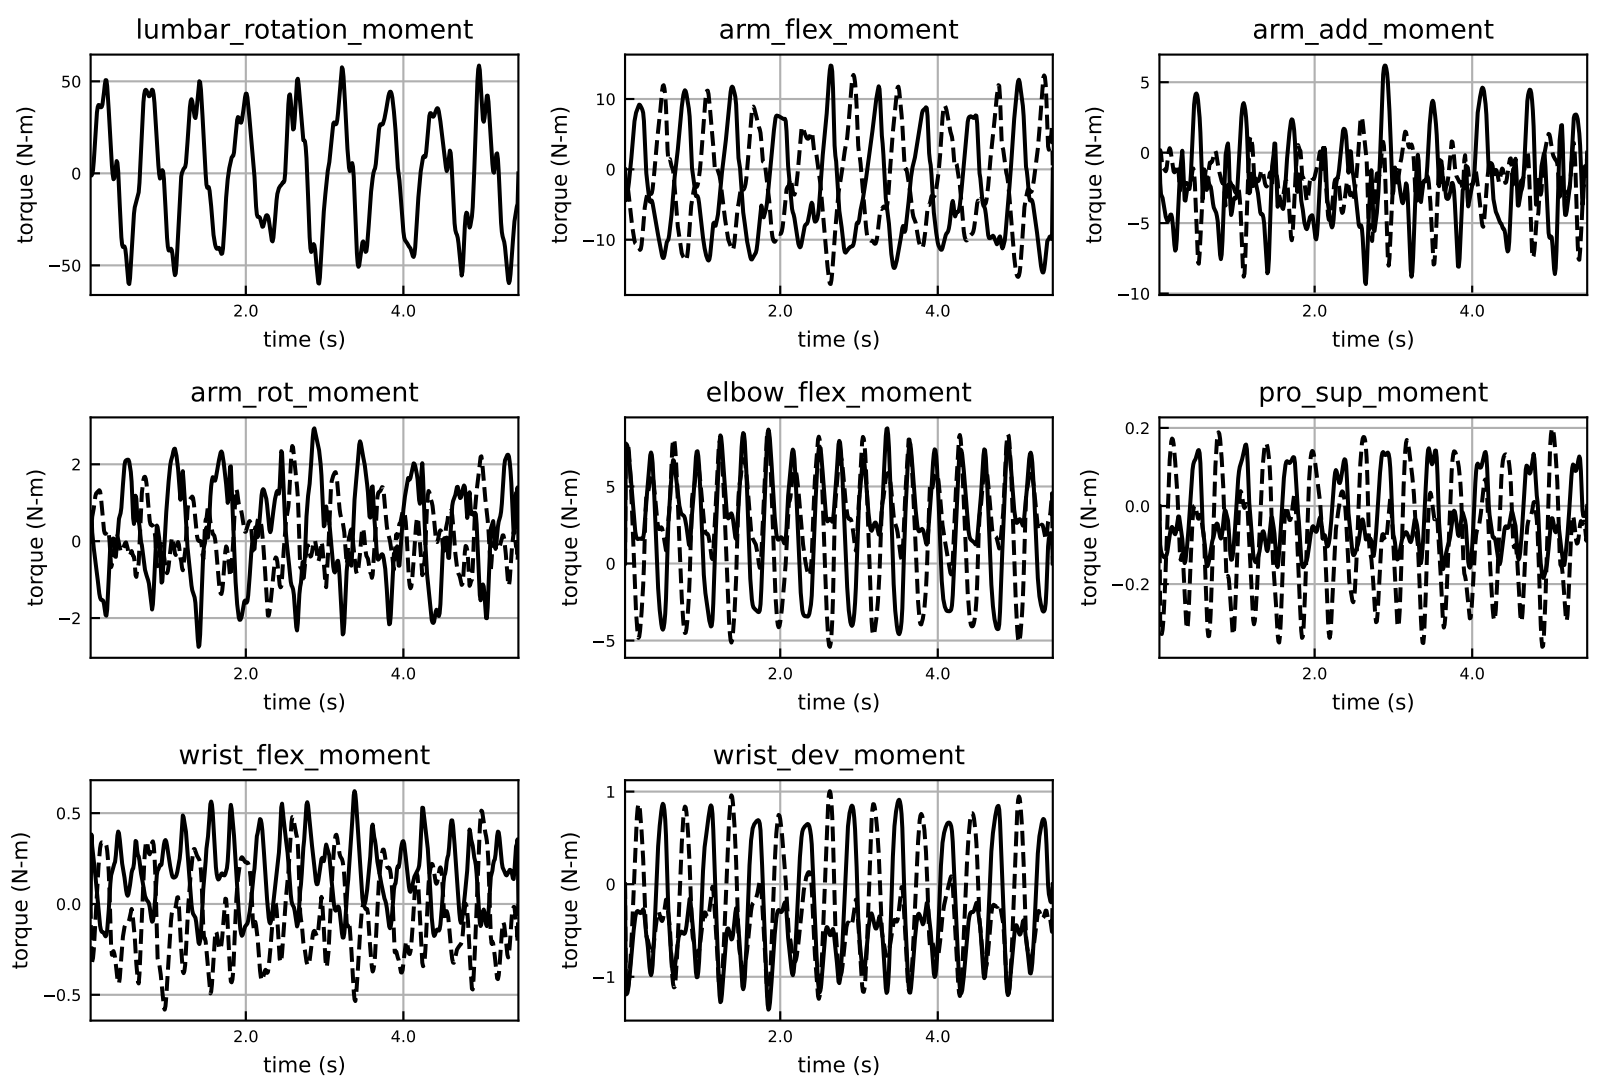 lumbar_rotation_moment
torque (N-m)
50
0
−50
2.0
4.0
time (s)
arm_flex_moment
torque (N-m)
10
0
−10
2.0
4.0
time (s)
arm_add_moment
torque (N-m)
5
0
−5
−10
2.0
4.0
time (s)
arm_rot_moment
torque (N-m)
2
0
−2
2.0
4.0
time (s)
elbow_flex_moment
torque (N-m)
5
0
−5
2.0
4.0
time (s)
pro_sup_moment
torque (N-m)
0.2
0.0
−0.2
2.0
4.0
time (s)
wrist_flex_moment
torque (N-m)
0.5
0.0
−0.5
2.0
4.0
time (s)
wrist_dev_moment
torque (N-m)
1
0
−1
2.0
4.0
time (s)